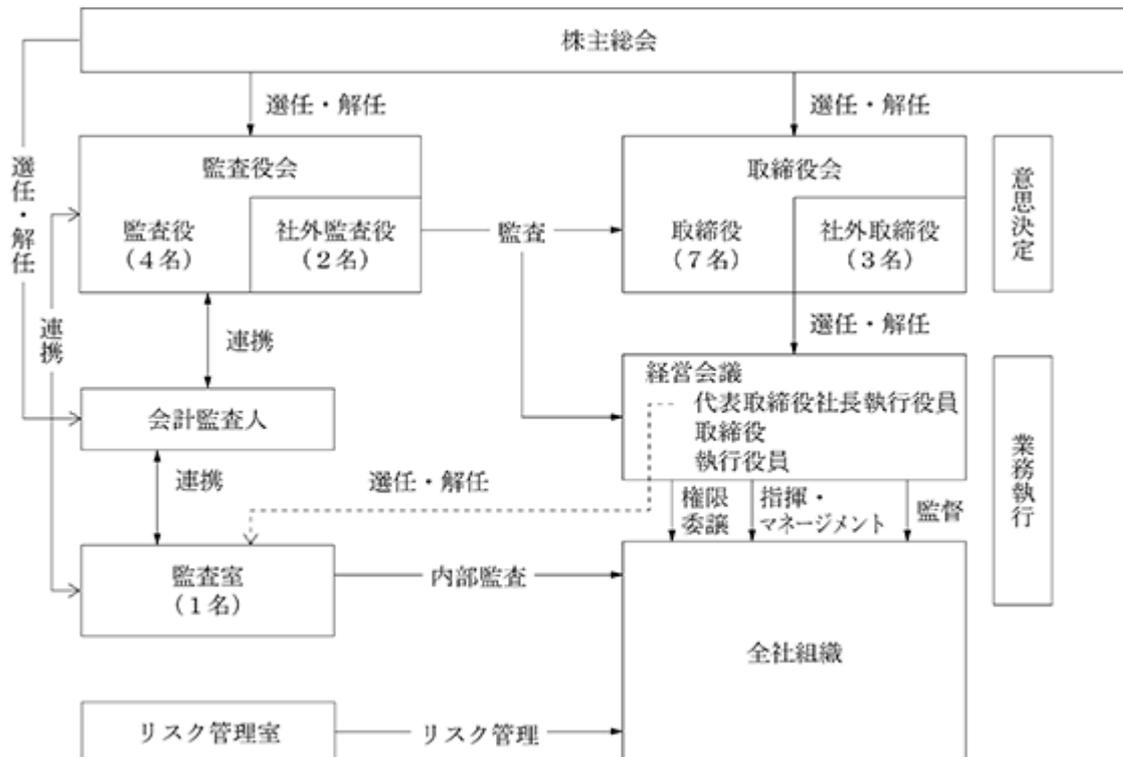 株主総会
選任・解任
選任・解任
選任・解任
監査役会
監査役
（４名）
社外監査役
（２名）
監査
取締役会
取締役
（７名）
社外取締役
（３名）
意思決定
連携
連携
選任・解任
経営会議
代表取締役社長執行役員
取締役
執行役員
業務執行
会計監査人
連携
選任・解任
権限
委譲
指揮・
マネージメント
監督
監査室
（１名）
内部監査
全社組織
リスク管理室
リスク管理